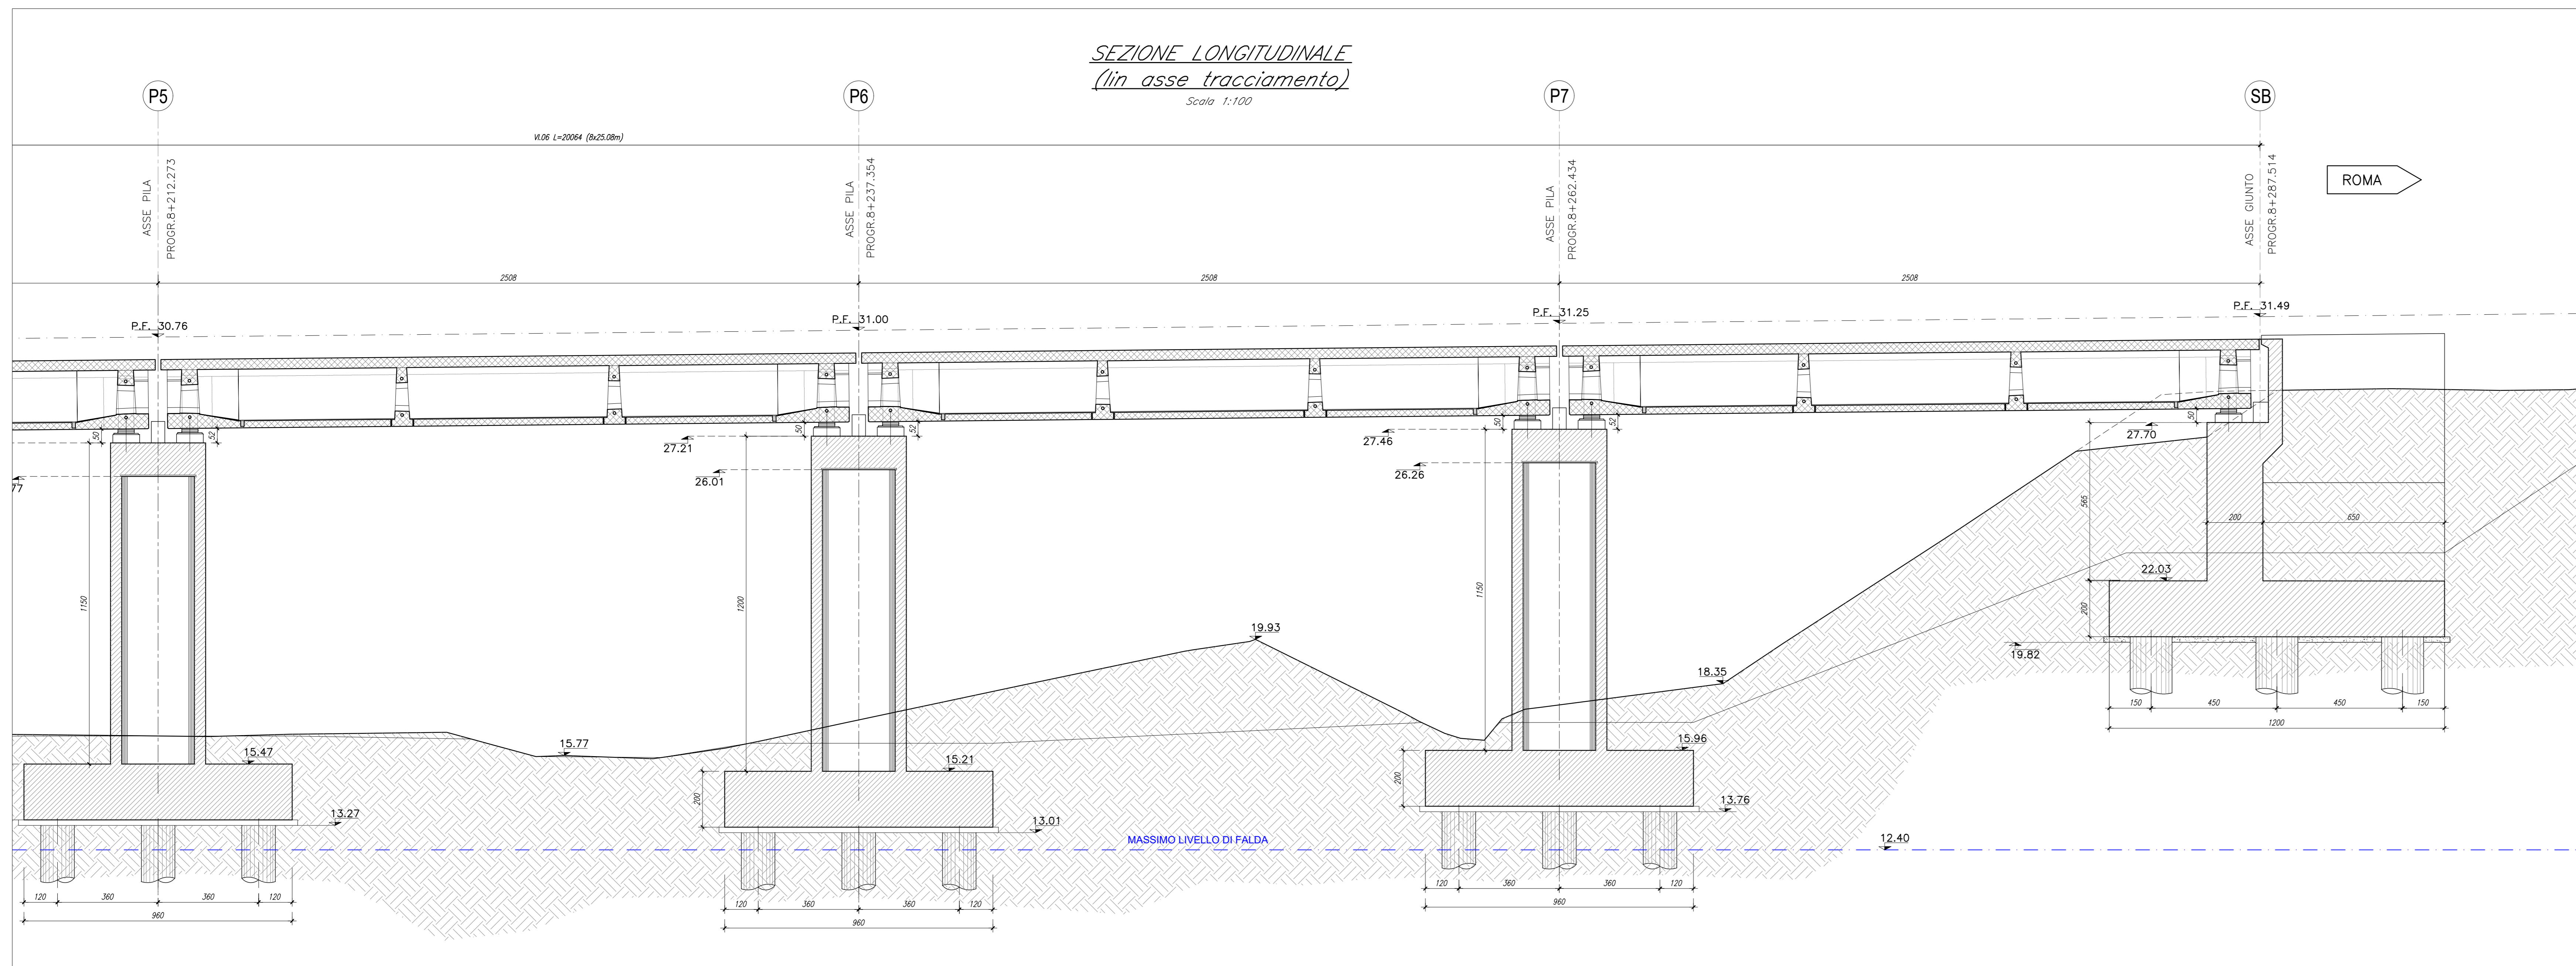 SEZIONE LONGITUDINALE
(Iin asse tracciamento)
Scala 1:100
P5
P6
P7
SB
VI.06 L=20064 (8x25.08m)
ASSE PILA
PROGR.8+212.273
ASSE PILA
PROGR.8+237.354
ASSE PILA
PROGR.8+262.434
ASSE GIUNTO
PROGR.8+287.514
ROMA
2508
2508
2508
P.F. 30.76
P.F. 31.00
P.F. 31.25
P.F. 31.49
50
52
50
52
50
52
50
27.21
27.46
27.70
77
26.01
26.26
1150
1200
1150
565
200
650
22.03
200
19.82
19.93
18.35
15.77
15.47
15.21
15.96
200
200
13.27
13.01
13.76
MASSIMO LIVELLO DI FALDA
12.40
150
450
450
150
1200
120
360
360
120
960
120
360
360
120
960
120
360
360
120
960